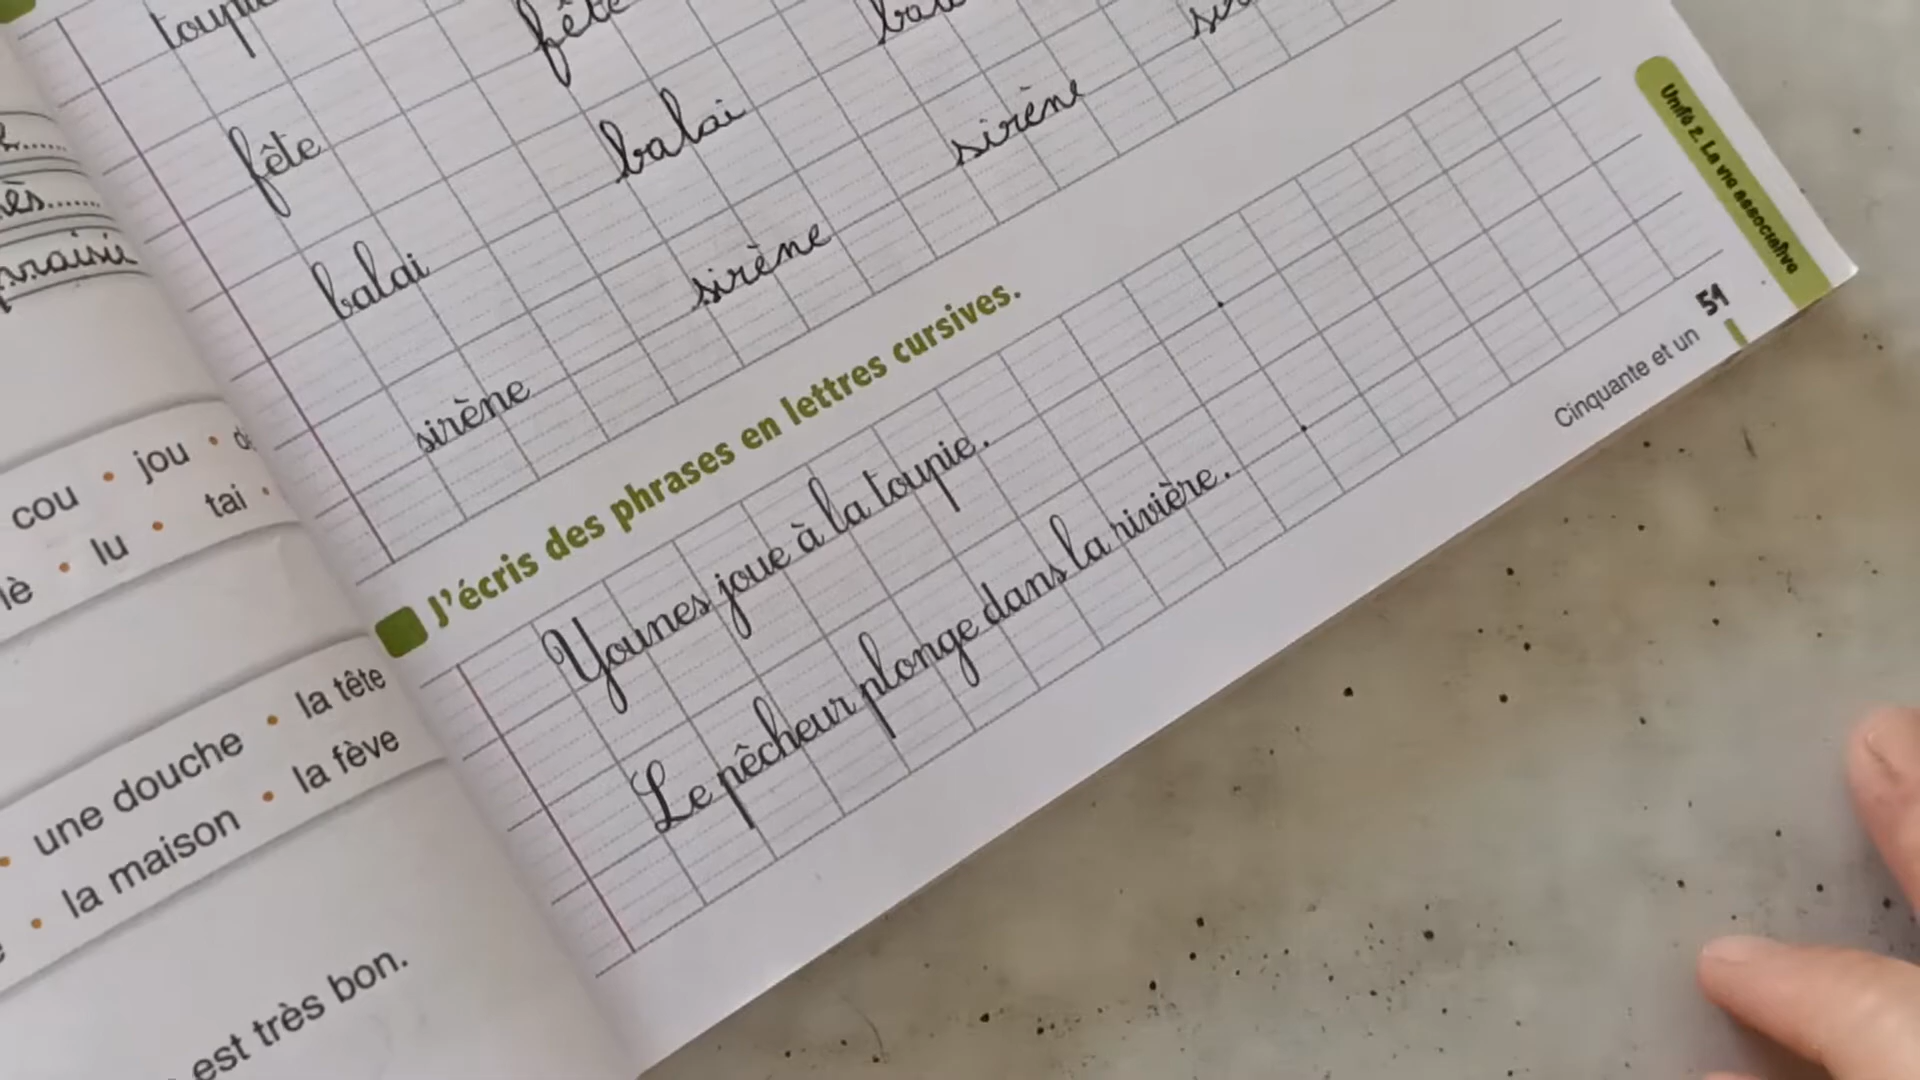 fête
fête balai
balai sirène
sirène sirène
J'écris des phrases en lettres cursives.
Younes joue à la toupie.
Le pêcheur plonge dans la rivière.
Unité 2. La vie associative
Cinquante et un 51
cou • jou
lè • lu • tai
une douche • la tête
la maison • la fève
est très bon.